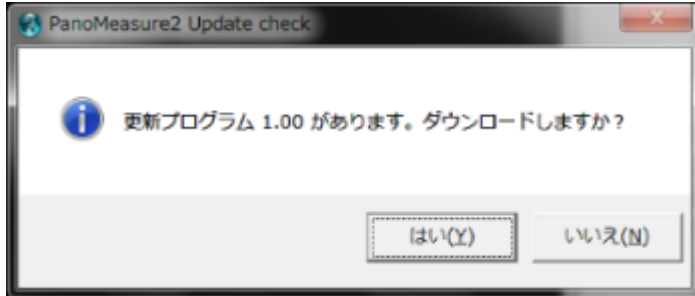 PanoMeasure2 Update check
更新プログラム 1.00 があります。ダウンロードしますか？
はい(Y)
いいえ(N)